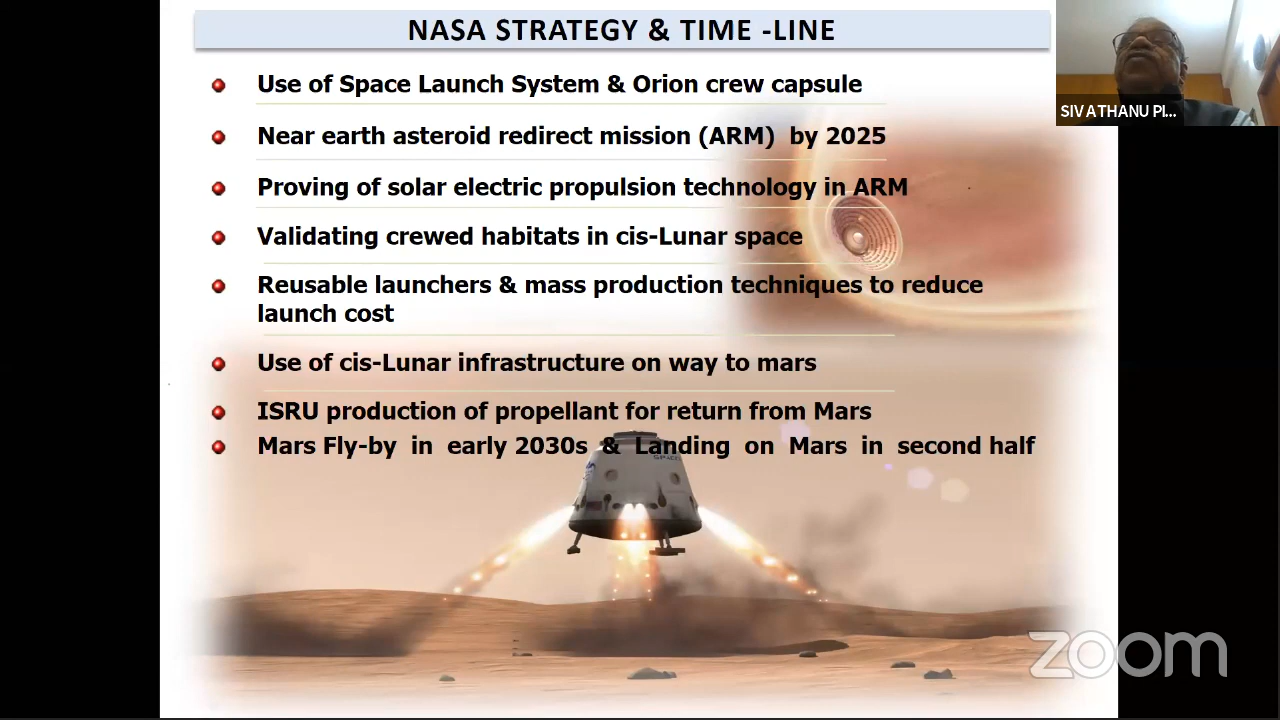 NASA STRATEGY & TIME -LINE
SIVATHANU PI...
Use of Space Launch System & Orion crew capsule
Near earth asteroid redirect mission (ARM) by 2025
Proving of solar electric propulsion technology in ARM
Validating crewed habitats in cis-Lunar space
Reusable launchers & mass production techniques to reduce
launch cost
Use of cis-Lunar infrastructure on way to mars
ISRU production of propellant for return from Mars
Mars Fly-by in early 2030s & Landing on Mars in second half
zoom